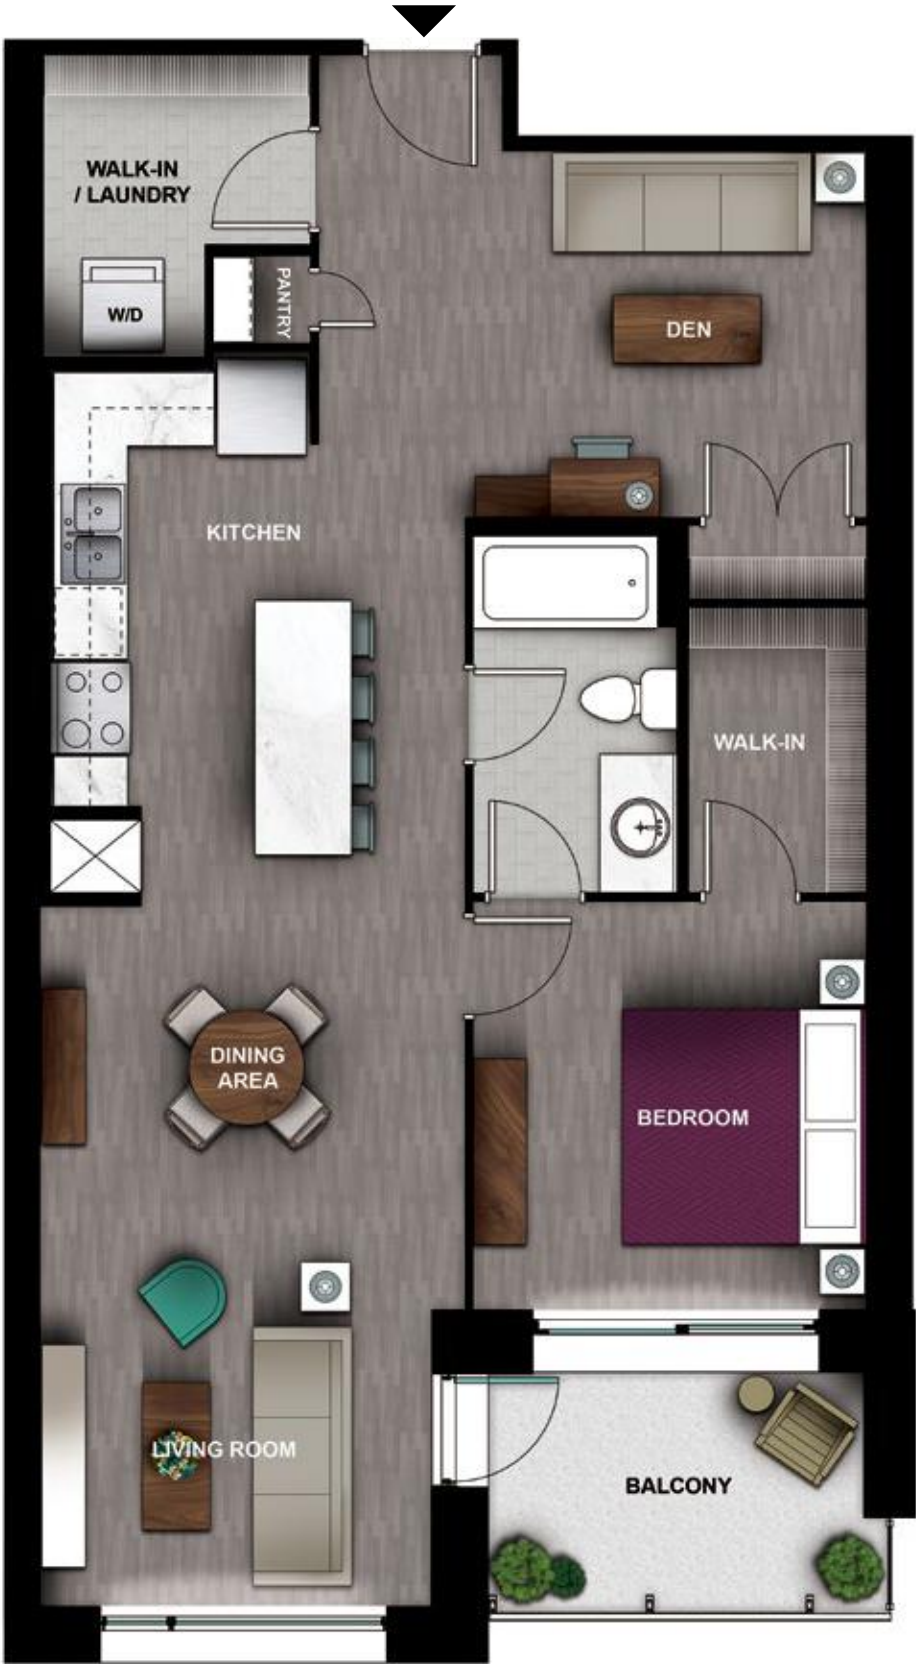 WALK-IN
/ LAUNDRY
W/D
PANTRY
DEN
KITCHEN
WALK-IN
DINING
AREA
BEDROOM
LIVING ROOM
BALCONY